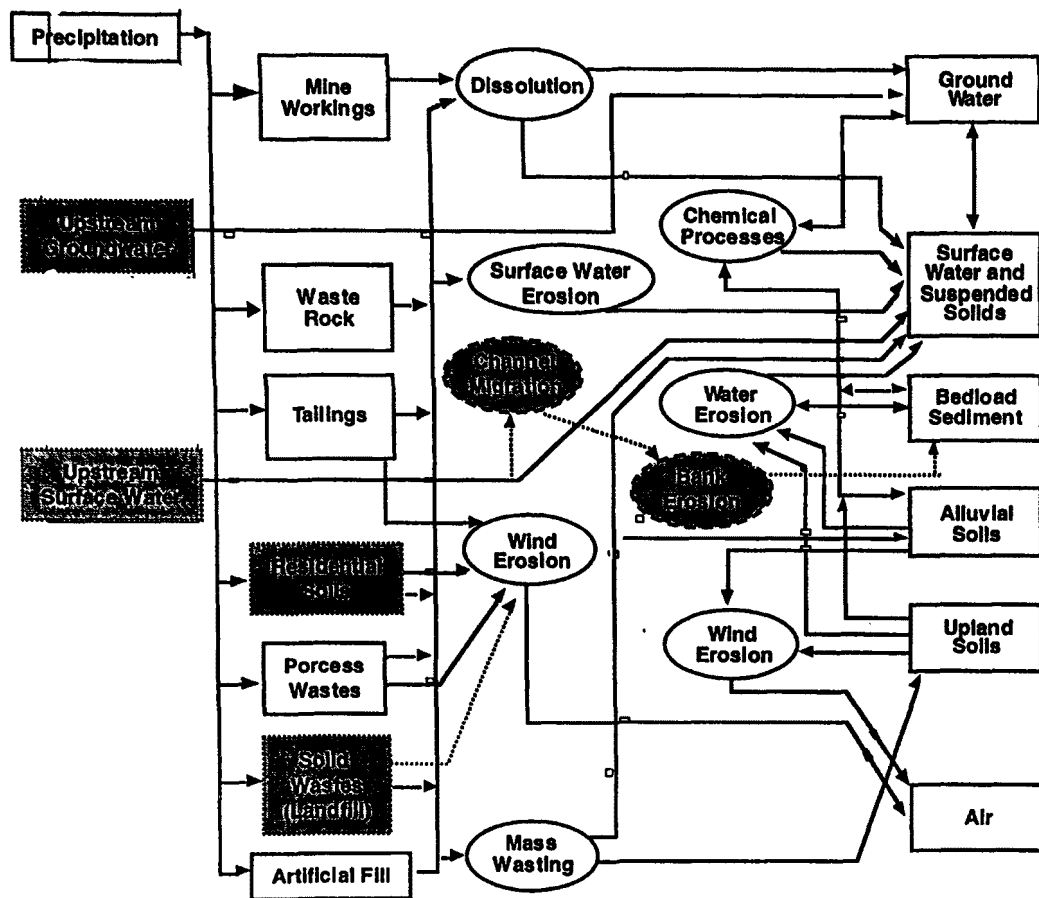 Precipitation
Mine
Workings
Dissolution
Ground
Water
Upstream
Groundwater
Chemical
Processes
Surface
Water and
Suspended
Solids
Waste
Rock
Surface Water
Erosion
Channel
Migration
Tailings
Water
Erosion
Bedload
Sediment
Upstream
Surface Water
Bank
Erosion
Alluvial
Soils
Wind
Erosion
Residential
Soils
Wind
Erosion
Upland
Soils
Porcess
Wastes
Solid
Wastes
(Landfill)
Air
Mass
Wasting
Artificial Fill